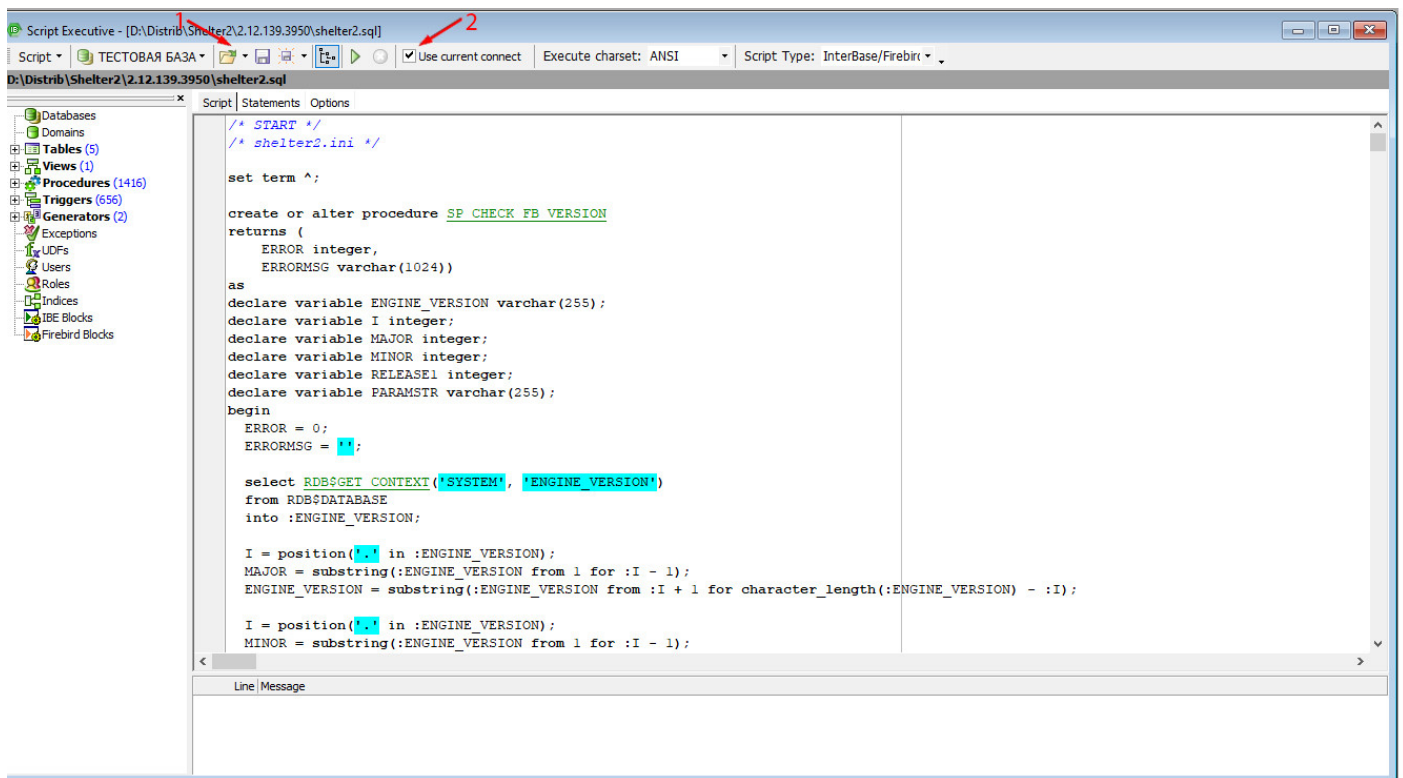 1
2
Script Executive - [D:\Distrib\Shelter2\2.12.139.3950\shelter2.sql]
Script ТЕСТОВАЯ БАЗА Use current connect Execute charset: ANSI Script Type: InterBase/Firebirc
D:\Distrib\Shelter2\2.12.139.3950\shelter2.sql
Script Statements Options
Databases
Domains
Tables (5)
Views (1)
Procedures (1416)
Triggers (656)
Generators (2)
Exceptions
UDFs
Users
Roles
Indices
IBE Blocks
Firebird Blocks
/* START */
/* shelter2.ini */
set term ^;
create or alter procedure SP_CHECK_FB_VERSION
returns (
ERROR integer,
ERRORMSG varchar(1024))
as
declare variable ENGINE_VERSION varchar(255);
declare variable I integer;
declare variable MAJOR integer;
declare variable MINOR integer;
declare variable RELEASE1 integer;
declare variable PARAMSTR varchar(255);
begin
ERROR = 0;
ERRORMSG = '';
select RDB$GET_CONTEXT('SYSTEM', 'ENGINE_VERSION')
from RDB$DATABASE
into :ENGINE_VERSION;
I = position('.' in :ENGINE_VERSION);
MAJOR = substring(:ENGINE_VERSION from 1 for :I - 1);
ENGINE_VERSION = substring(:ENGINE_VERSION from :I + 1 for character_length(:ENGINE_VERSION) - :I);
I = position('.' in :ENGINE_VERSION);
MINOR = substring(:ENGINE_VERSION from 1 for :I - 1);
Line Message